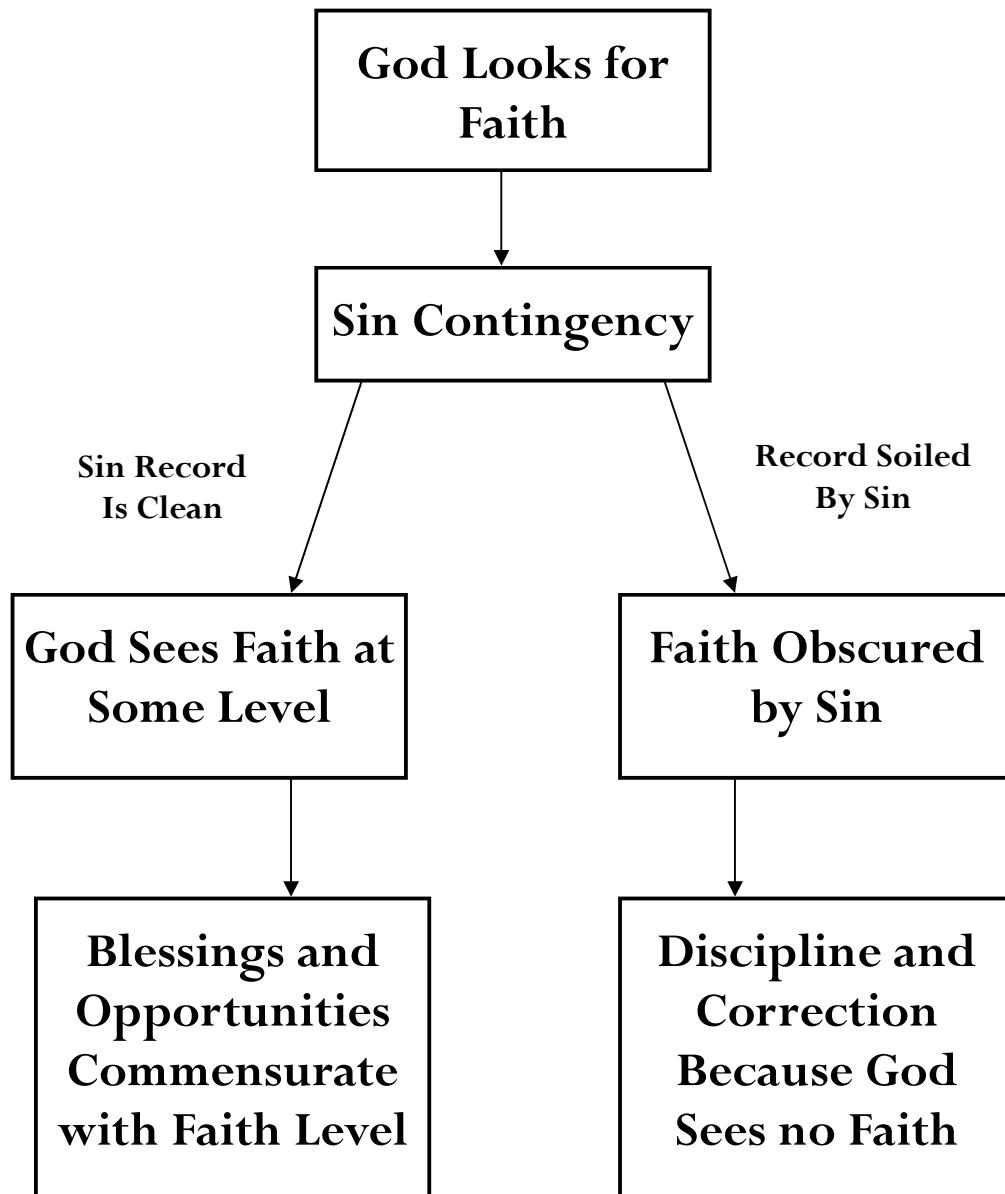 God Looks for
Faith
Sin Contingency
Sin Record
Is Clean
Record Soiled
By Sin
God Sees Faith at
Some Level
Faith Obscured
by Sin
Blessings and
Opportunities
Commensurate
with Faith Level
Discipline and
Correction
Because God
Sees no Faith